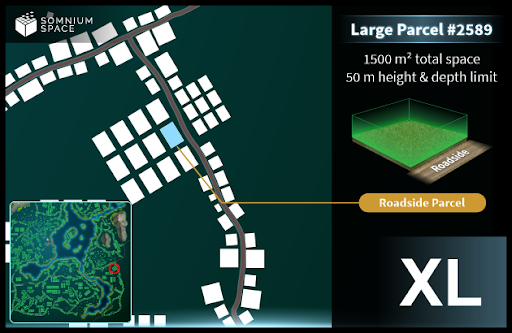 SOMNIUM
SPACE
Large Parcel #2589
1500 m² total space
50 m height & depth limit
Roadside
Roadside Parcel
XL